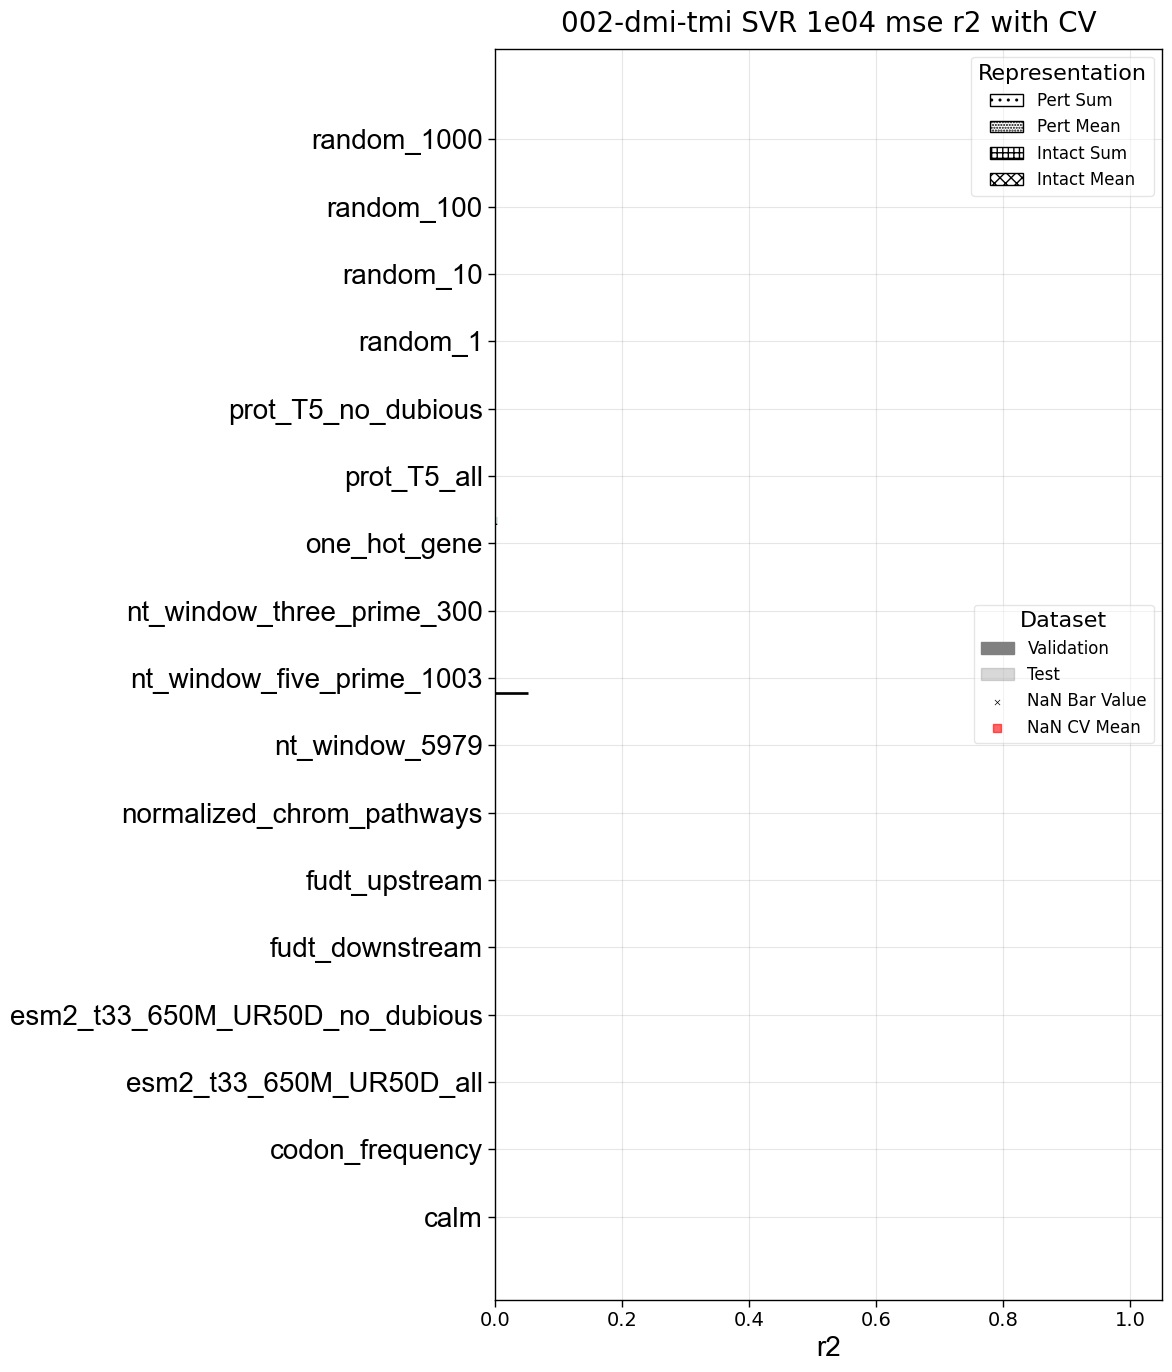 002-dmi-tmi SVR 1e04 mse r2 with CV
Representation
Pert Sum
Pert Mean
Intact Sum
Intact Mean
random_1000
random_100
random_10
random_1
prot_T5_no_dubious
prot_T5_all
one_hot_gene
nt_window_three_prime_300
nt_window_five_prime_1003
nt_window_5979
normalized_chrom_pathways
fudt_upstream
fudt_downstream
esm2_t33_650M_UR50D_no_dubious
esm2_t33_650M_UR50D_all
codon_frequency
calm
Dataset
Validation
Test
NaN Bar Value
NaN CV Mean
0.0 0.2 0.4 0.6 0.8 1.0
r2